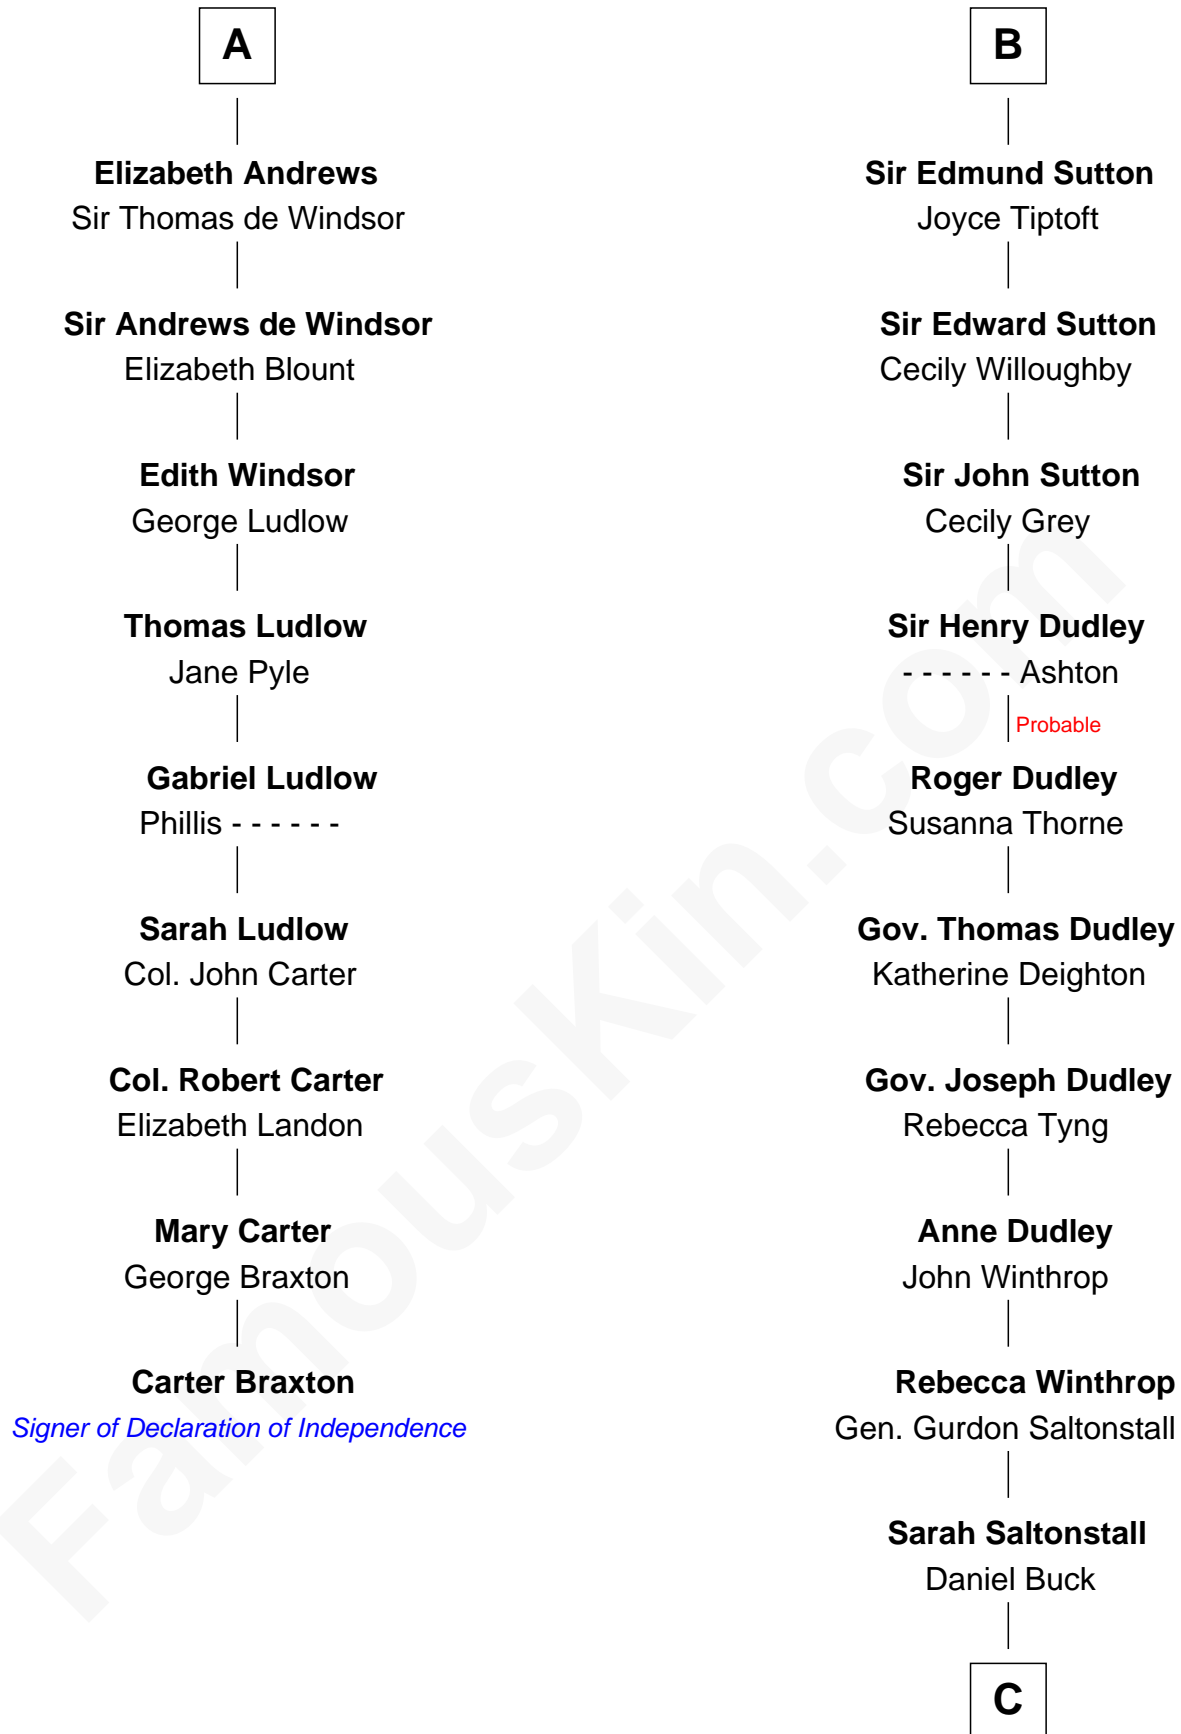 A
Elizabeth Andrews
Sir Thomas de Windsor
Sir Andrews de Windsor
Elizabeth Blount
Edith Windsor
George Ludlow
Thomas Ludlow
Jane Pyle
Gabriel Ludlow
Phillis - - - - - -
Sarah Ludlow
Col. John Carter
Col. Robert Carter
Elizabeth Landon
Mary Carter
George Braxton
Carter Braxton
Signer of Declaration of Independence
B
Sir Edmund Sutton
Joyce Tiptoft
Sir Edward Sutton
Cecily Willoughby
Sir John Sutton
Cecily Grey
Sir Henry Dudley
- - - - - - Ashton
Probable
Roger Dudley
Susanna Thorne
Gov. Thomas Dudley
Katherine Deighton
Gov. Joseph Dudley
Rebecca Tyng
Anne Dudley
John Winthrop
Rebecca Winthrop
Gen. Gurdon Saltonstall
Sarah Saltonstall
Daniel Buck
C
FamousKin.com